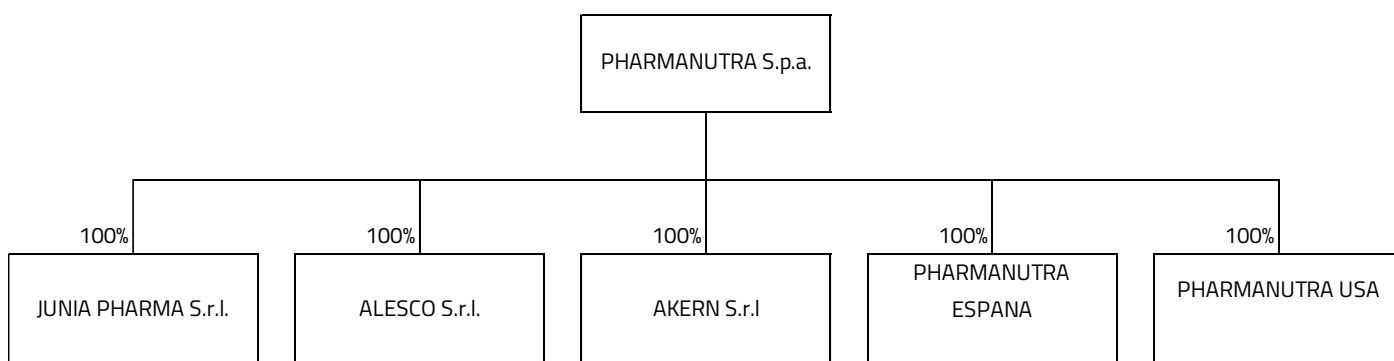 PHARMANUTRA S.p.a.
100%
100%
100%
100%
100%
JUNIA PHARMA S.r.l.
ALESCO S.r.l.
AKERN S.r.l
PHARMANUTRA
ESPANA
PHARMANUTRA USA